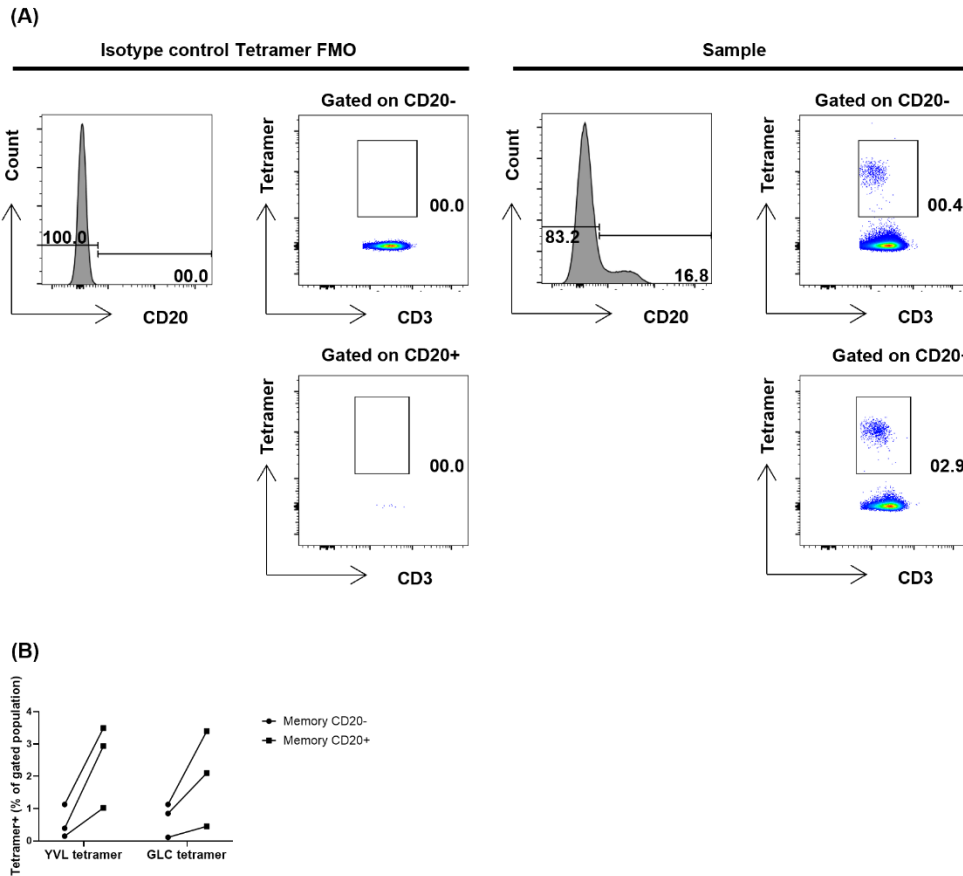 (A)
Isotype control Tetramer FMO
Sample
Count
100.0
00.0
CD20
Gated on CD20-
Tetramer
00.0
CD3
Gated on CD20+
Tetramer
00.0
CD3
Count
83.2
16.8
CD20
Gated on CD20-
Tetramer
00.4
CD3
Gated on CD20+
Tetramer
02.9
CD3
(B)
Tetramer+ (% of gated population)
4
3
2
1
0
YVL tetramer
GLC tetramer
Memory CD20-
Memory CD20+